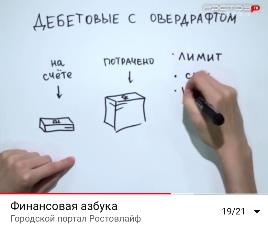 ДЕБЕТОВЫЕ С ОВЕРДРАФТОМ
НА
СЧЁТЕ
ПОТРАЧЕНО
• ЛИМИТ
Финансовая азбука
Городской портал Ростовлайф
19/21